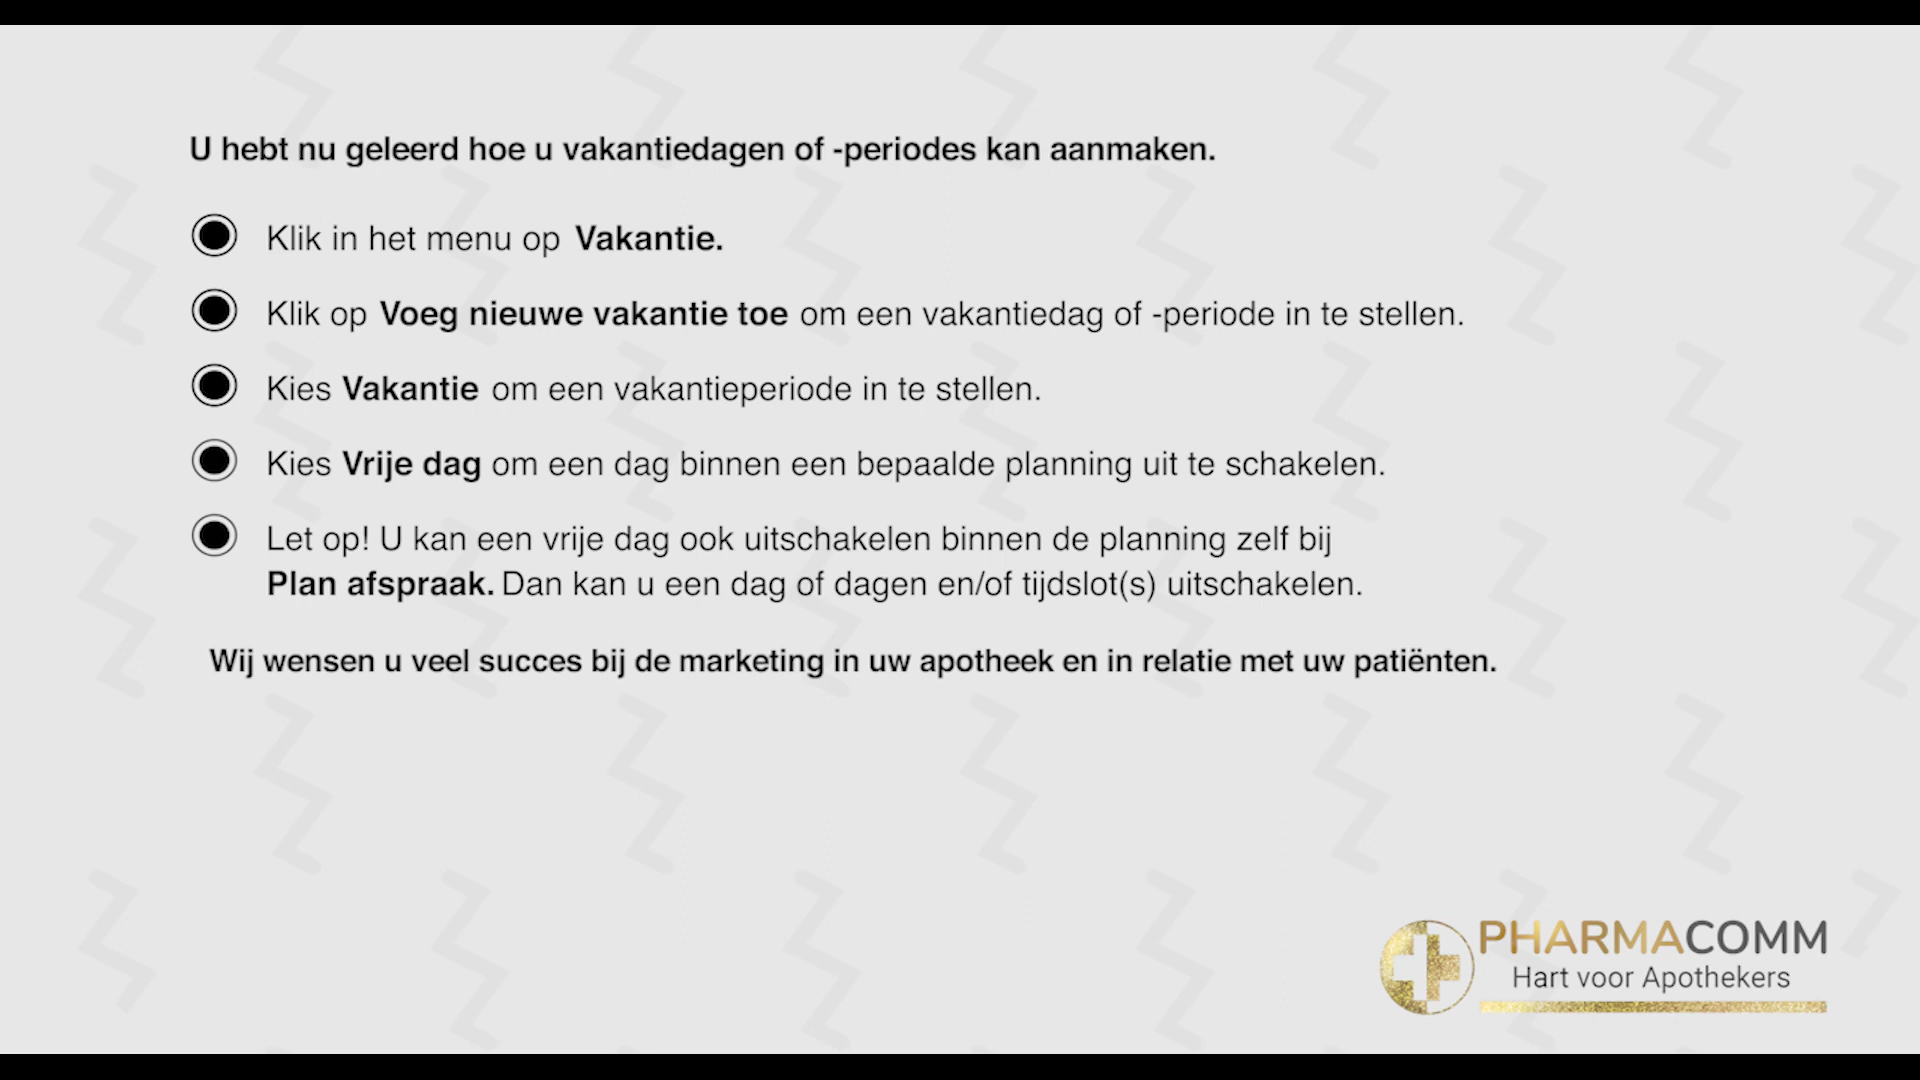 U hebt nu geleerd hoe u vakantiedagen of -periodes kan aanmaken.
Klik in het menu op Vakantie.
Klik op Voeg nieuwe vakantie toe om een vakantiedag of -periode in te stellen.
Kies Vakantie om een vakantieperiode in te stellen.
Kies Vrije dag om een dag binnen een bepaalde planning uit te schakelen.
Let op! U kan een vrije dag ook uitschakelen binnen de planning zelf bij
Plan afspraak. Dan kan u een dag of dagen en/of tijdslot(s) uitschakelen.
Wij wensen u veel succes bij de marketing in uw apotheek en in relatie met uw patiënten.
PHARMACOMM
Hart voor Apothekers